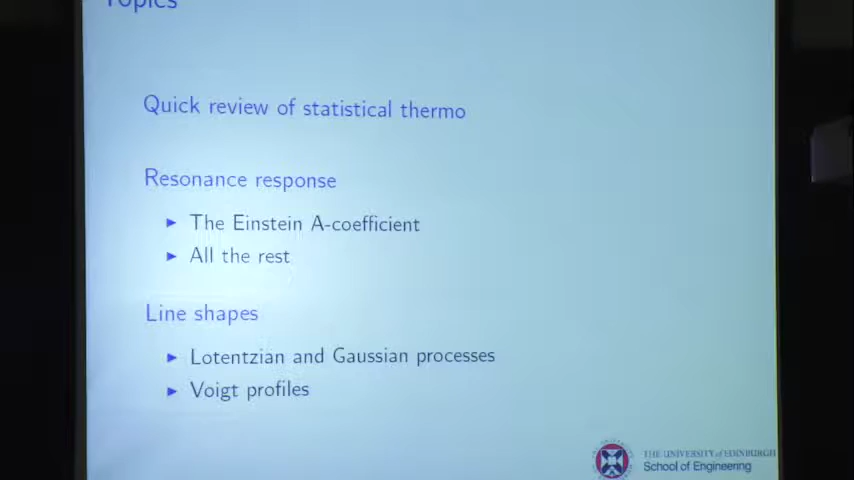 Topics
Quick review of statistical thermo
Resonance response
The Einstein A-coefficient
All the rest
Line shapes
Lotentzian and Gaussian processes
Voigt profiles
THE UNIVERSITY of EDINBURGH
School of Engineering